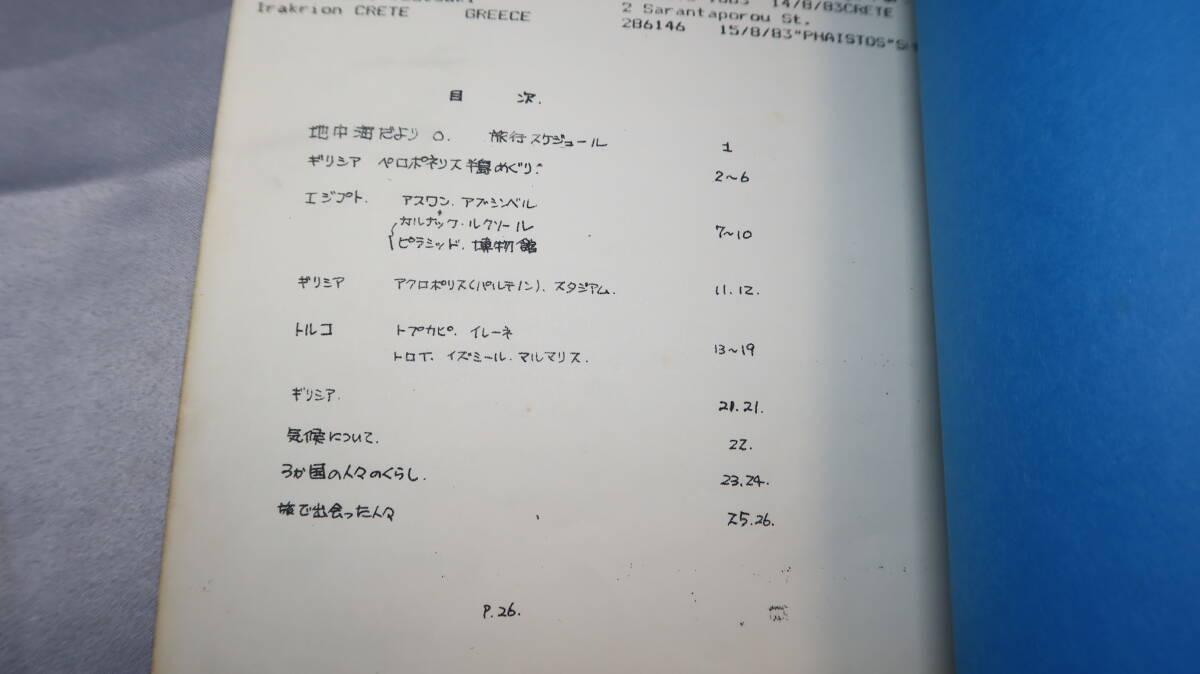 14/8/83CRETE
Irakrion CRETE GREECE 2 Sarantaporou St.
286146 15/8/83"PHAISTOS"
目 次.
地中海だより 0. 旅行スケジュール 1
ギリシア ペロポネソス半島めぐり. 2~6
エジプト. アスワン. アブシンベル
カルナック・ルクソール 7~10
ピラミッド. 博物館
ギリシア アクロポリス(パルテノン). スタジアム. 11.12.
トルコ トプカピ. イレーネ
トロイ. イズミール. マルマリス. 13~19
ギリシア. 21.
気候について. 22.
3か国の人々のくらし. 23.24.
旅で出会った人々 25.26.
P.26.